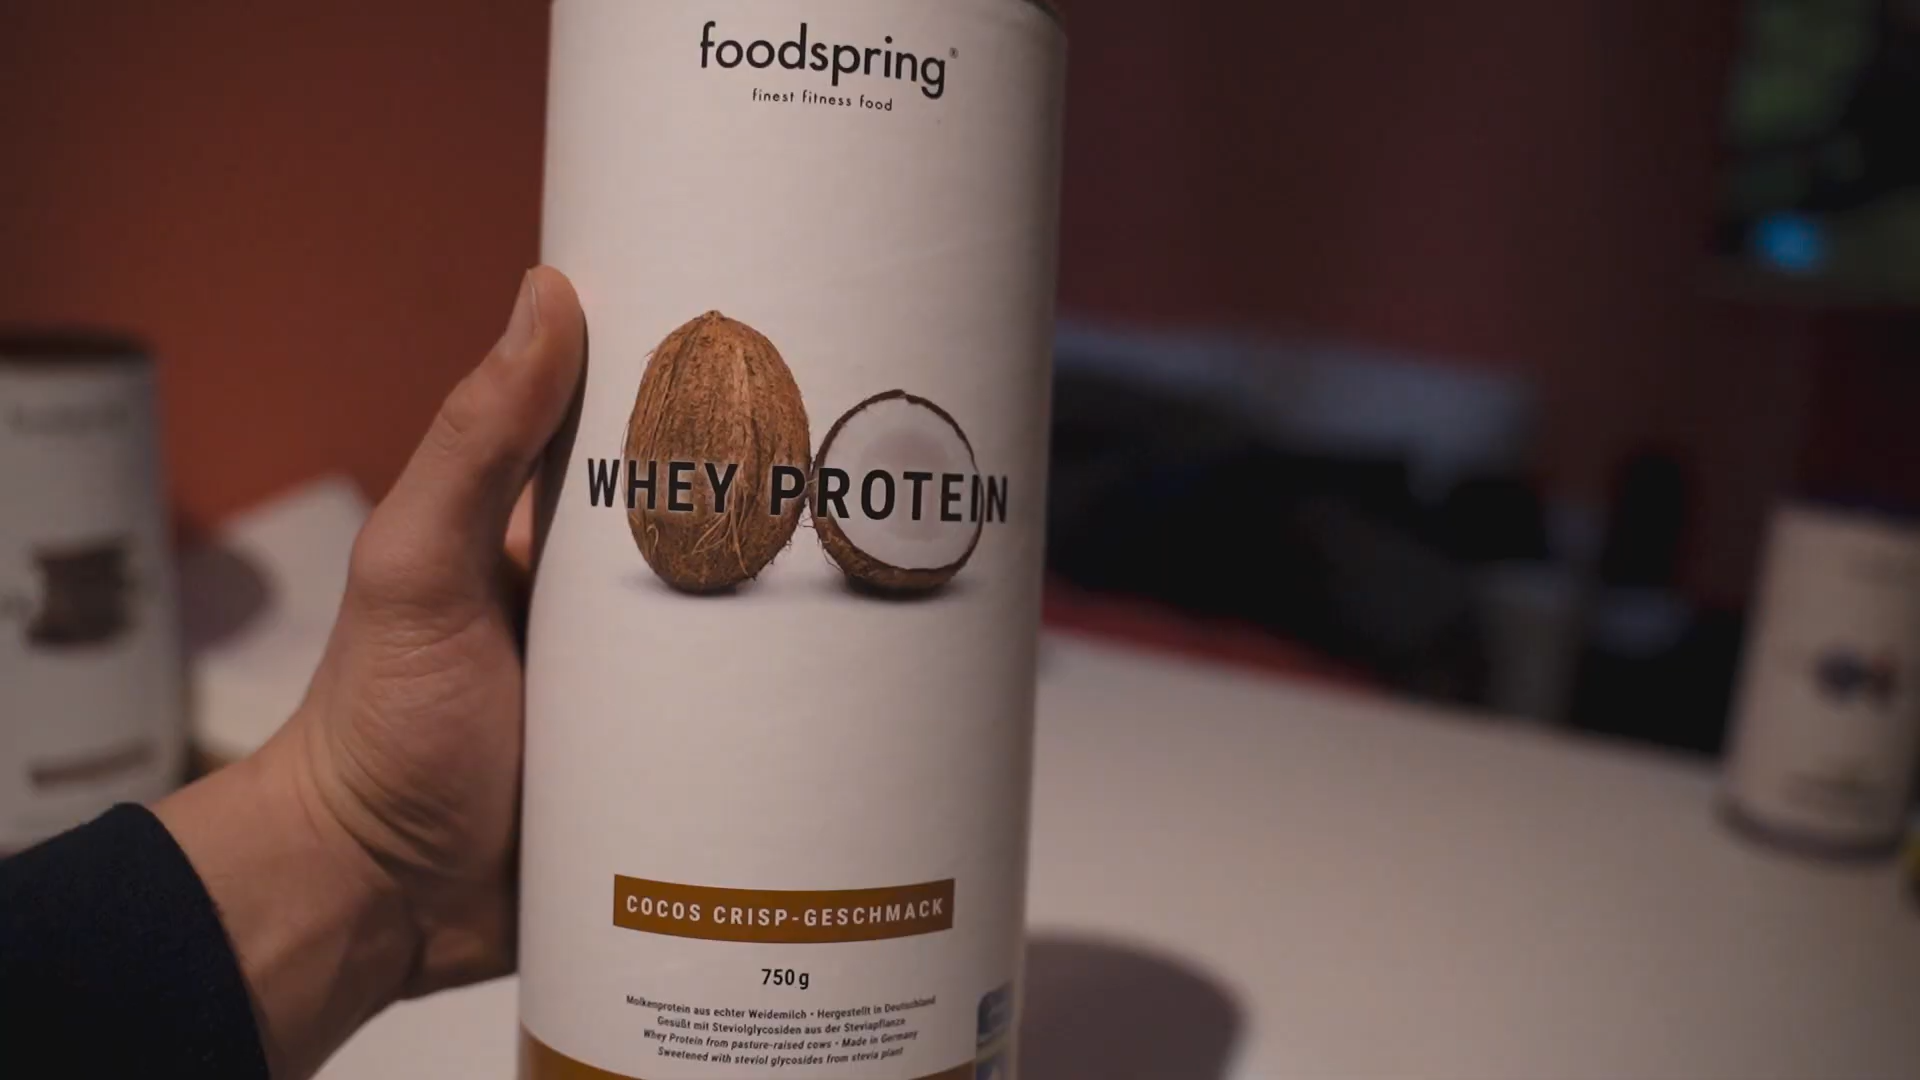 foodspring®
finest fitness food
WHEY PROTEIN
COCOS CRISP-GESCHMACK
750 g
Molkenprotein aus echter Weidemilch • Hergestellt in Deutschland
Gesüßt mit Steviolglycosiden aus der Steviapflanze
Whey Protein from pasture-raised cows • Made in Germany
Sweetened with steviol glycosides from stevia plant